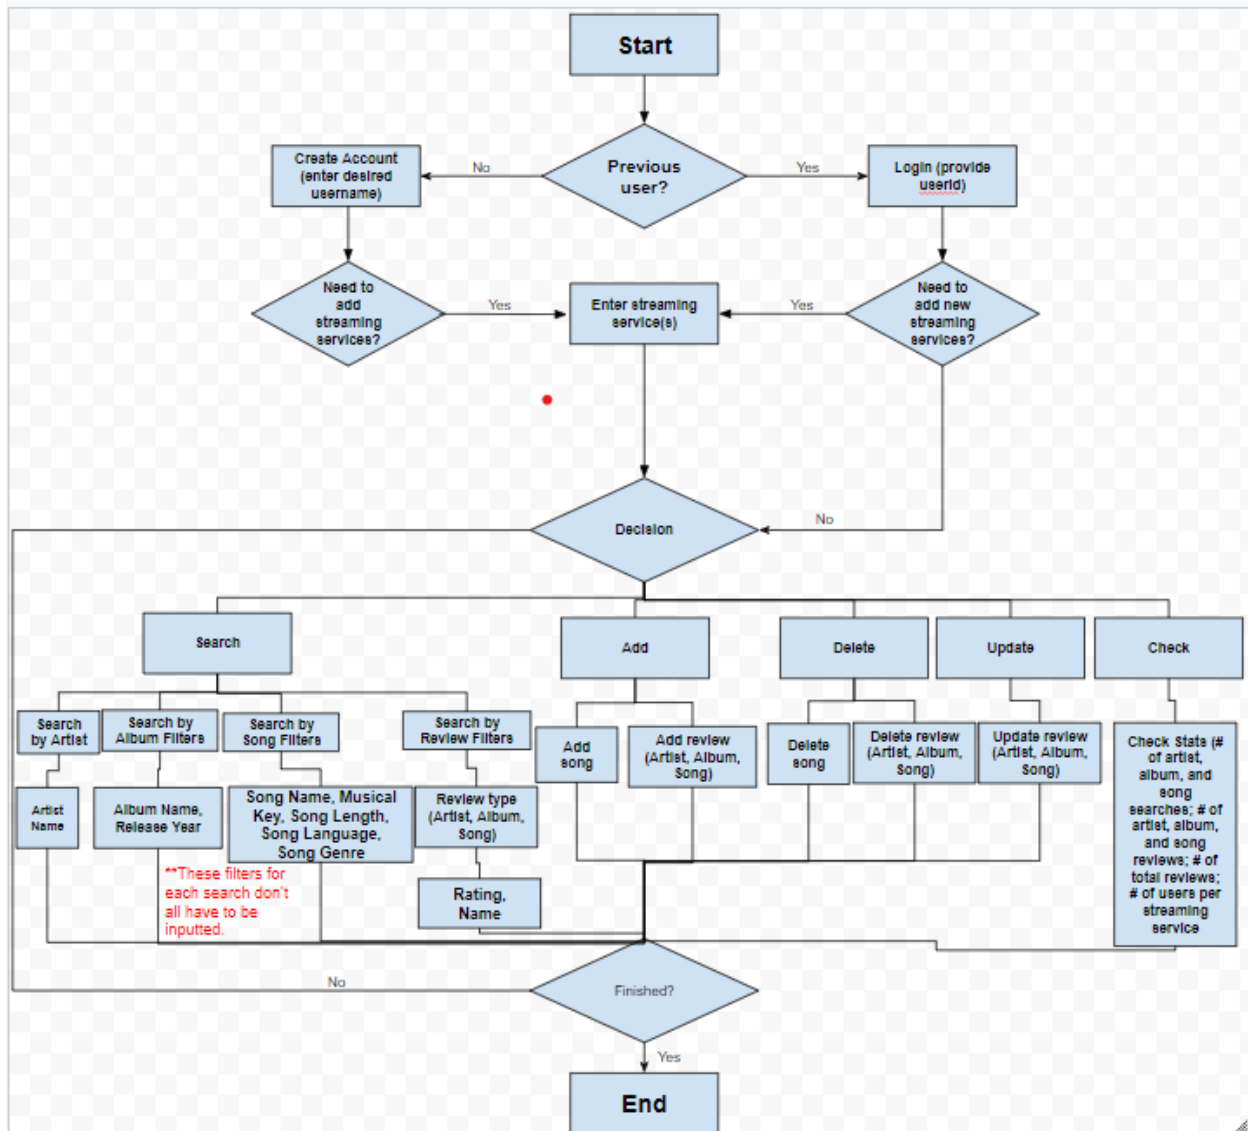 Start
Previous
user?
No
Yes
Create Account
(enter desired
username)
Login (provide
userid)
Need to
add
streaming
services?
Yes
Enter streaming
service(s)
Yes
Need to
add new
streaming
services?
No
Decision
Search
Add
Delete
Update
Check
Search
by Artist
Search by
Album Filters
Search by
Song Filters
Search by
Review Filters
Add
song
Add review
(Artist, Album,
Song)
Delete
song
Delete review
(Artist, Album,
Song)
Update review
(Artist, Album,
Song)
Check Stats (#
of artist,
album, and
song
searches; # of
artist, album,
and song
reviews; # of
total reviews;
# of users per
streaming
service
Artist
Name
Album Name,
Release Year
Song Name, Musical
Key, Song Length,
Song Language,
Song Genre
Review type
(Artist, Album,
Song)
**These filters for
each search don't
all have to be
inputted.
Rating,
Name
No
Finished?
Yes
End